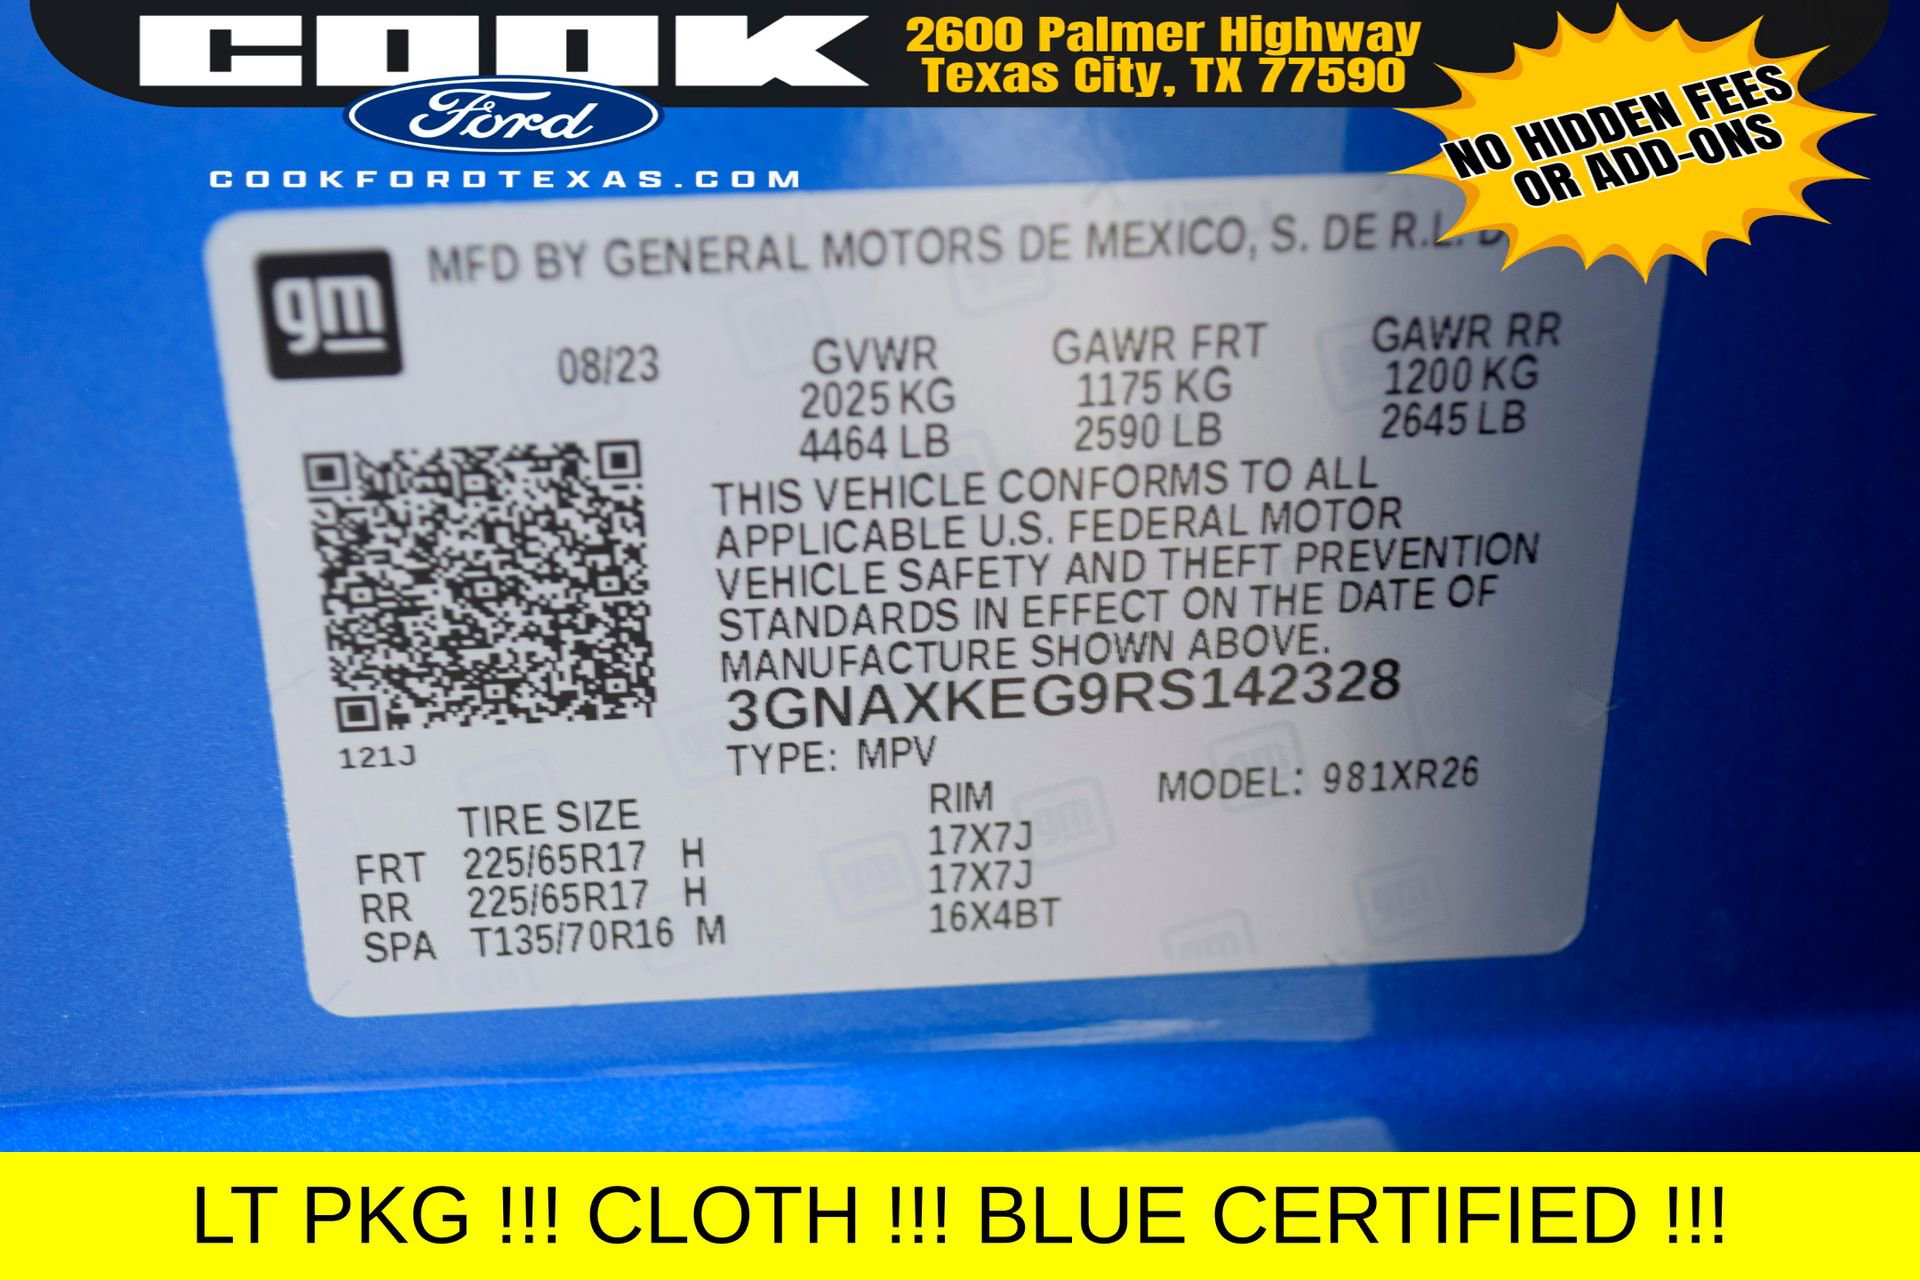 COOK
Ford
COOKFORDTEXAS.COM
2600 Palmer Highway
Texas City, TX 77590
NO HIDDEN FEES
OR ADD-ONS
gm
MFD BY GENERAL MOTORS DE MEXICO, S. DE R.L.
08/23
GVWR
2025 KG
4464 LB
GAWR FRT
1175 KG
2590 LB
GAWR RR
1200 KG
2645 LB
THIS VEHICLE CONFORMS TO ALL
APPLICABLE U.S. FEDERAL MOTOR
VEHICLE SAFETY AND THEFT PREVENTION
STANDARDS IN EFFECT ON THE DATE OF
MANUFACTURE SHOWN ABOVE.
3GNAXKEG9RS142328
121J
TYPE: MPV
MODEL: 981XR26
TIRE SIZE RIM
FRT 225/65R17 H 17X7J
RR 225/65R17 H 17X7J
SPA T135/70R16 M 16X4BT
LT PKG !!! CLOTH !!! BLUE CERTIFIED !!!